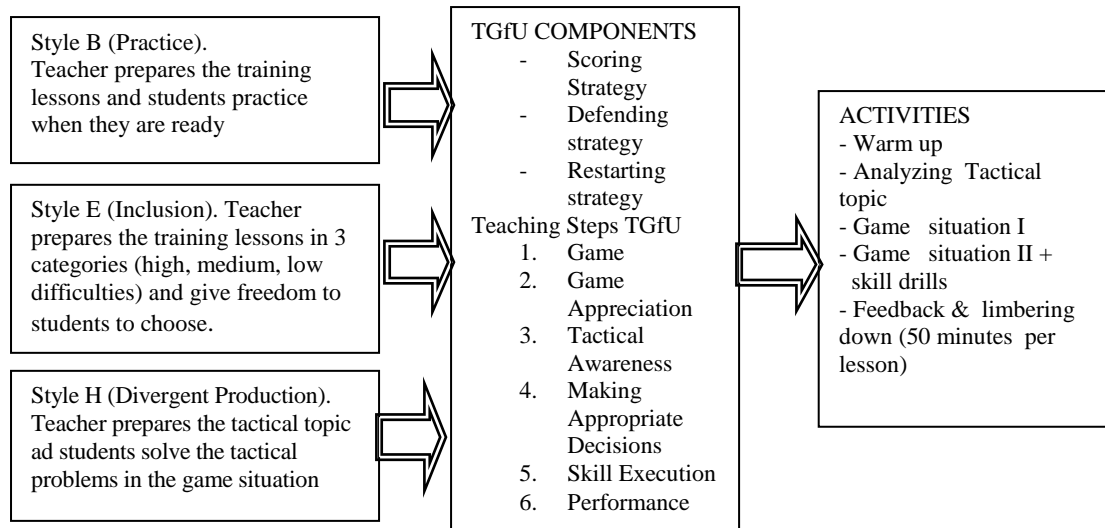 Style B (Practice).
Teacher prepares the training
lessons and students practice
when they are ready
Style E (Inclusion). Teacher
prepares the training lessons in 3
categories (high, medium, low
difficulties) and give freedom to
students to choose.
Style H (Divergent Production).
Teacher prepares the tactical topic
ad students solve the tactical
problems in the game situation
TGfU COMPONENTS
- Scoring
Strategy
- Defending
strategy
- Restarting
strategy
Teaching Steps TGfU
1. Game
2. Game
Appreciation
3. Tactical
Awareness
4. Making
Appropriate
Decisions
5. Skill Execution
6. Performance
ACTIVITIES
- Warm up
- Analyzing Tactical
topic
- Game situation I
- Game situation II +
skill drills
- Feedback & limbering
down (50 minutes per
lesson)